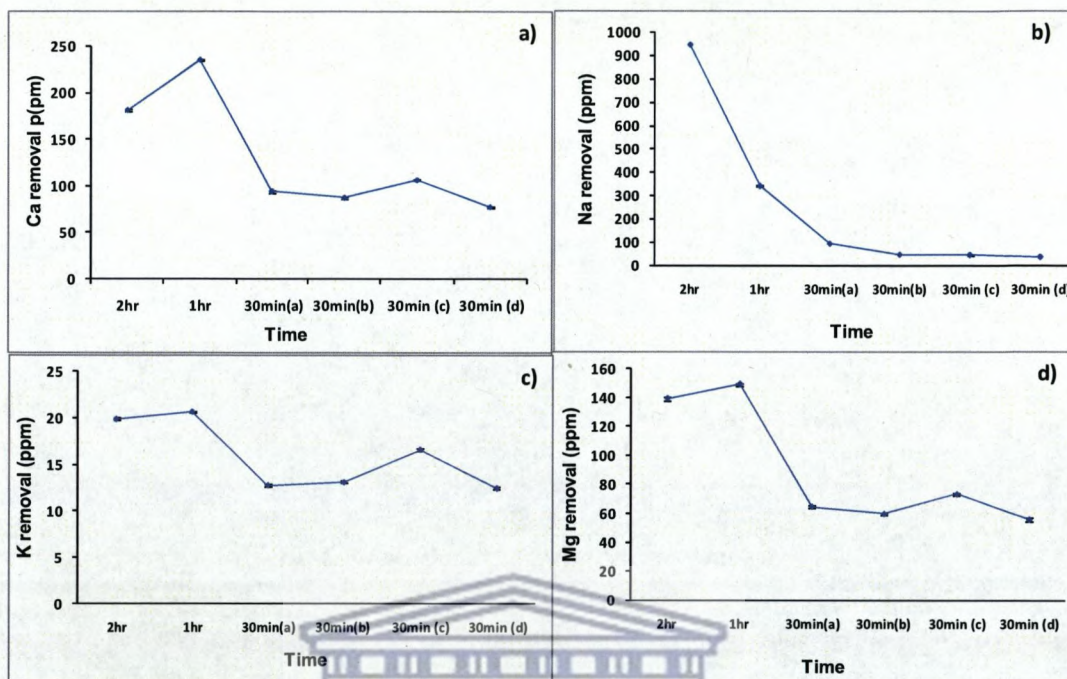 a)
Ca removal p(pm
250
200
150
100
50
0
2hr 1hr 30min(a) 30min(b) 30min (c) 30min (d)
Time
b)
Na removal (ppm)
1000
900
800
700
600
500
400
300
200
100
0
2hr 1hr 30min(a) 30min(b) 30min (c) 30min (d)
Time
c)
K removal (ppm)
25
20
15
10
5
0
2hr 1hr 30min(a) 30min(b) 30min (c) 30min (d)
Time
d)
Mg removal (ppm)
160
140
120
100
80
60
40
20
0
2hr 1hr 30min(a) 30min(b) 30min (c) 30min (d)
Time